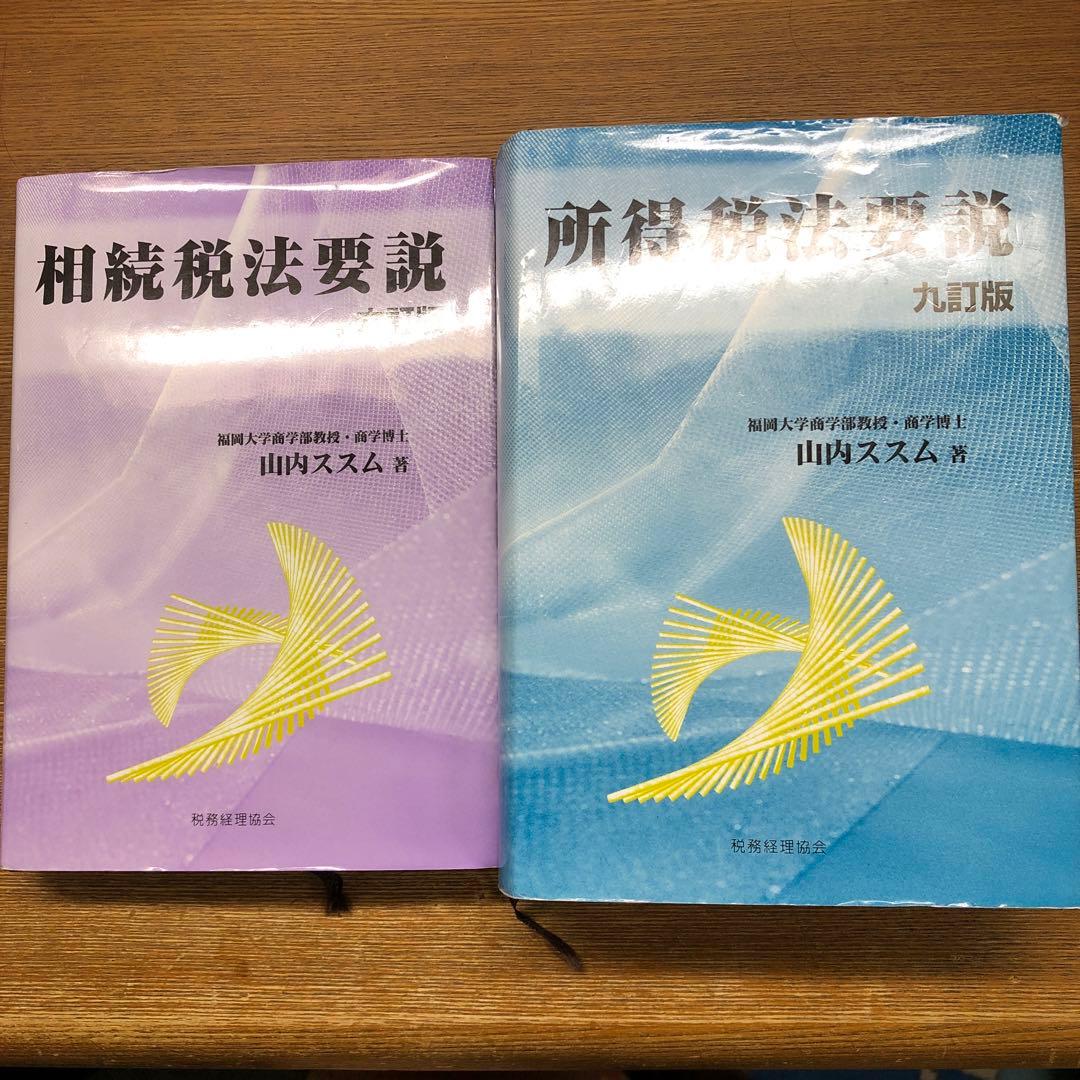 相続税法要説
訂版
福岡大学商学部教授・商学博士
山内ススム 著
税務経理協会
所得税法要説
九訂版
福岡大学商学部教授・商学博士
山内ススム 著
税務経理協会